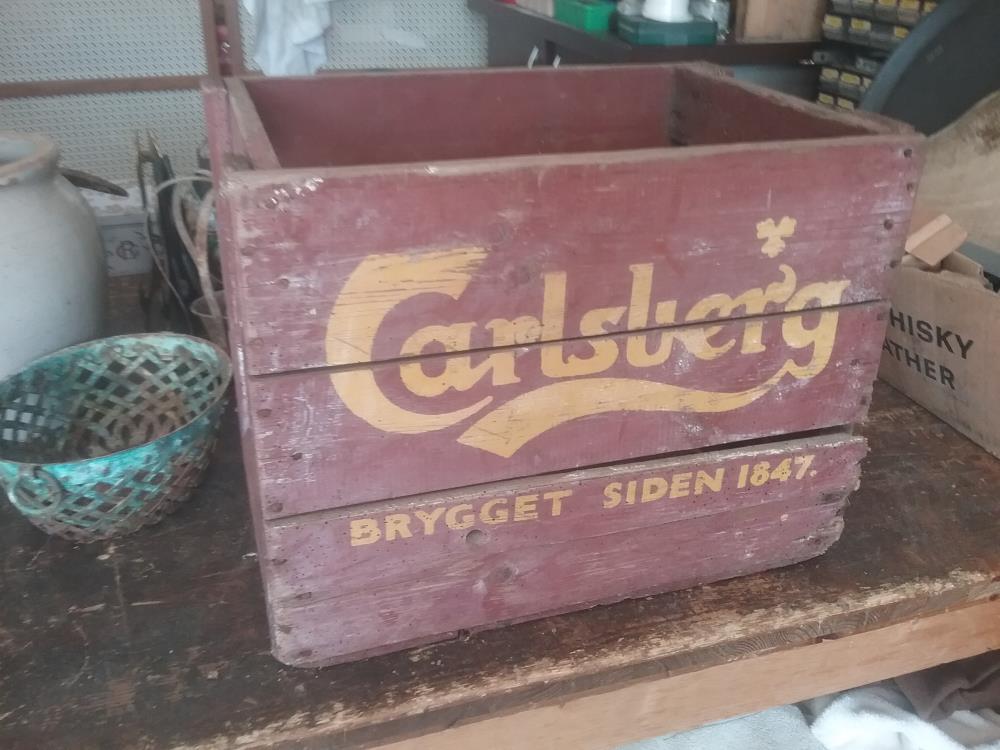 Carlsberg
BRYGGET SIDEN 1847.
HISKY
ATHER